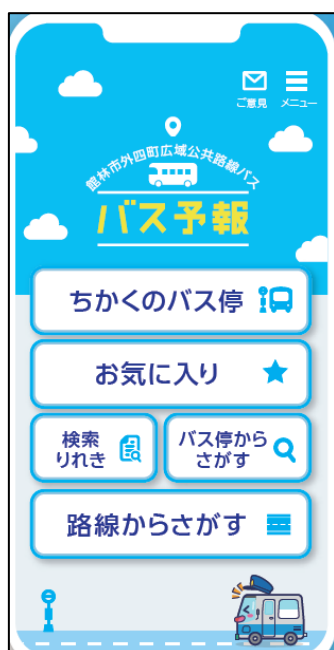 ご意見 メニュー
館林市外四町広域公共路線バス
バス予報
ちかくのバス停
お気に入り
検索
りれき
バス停から
さがす
路線からさがす